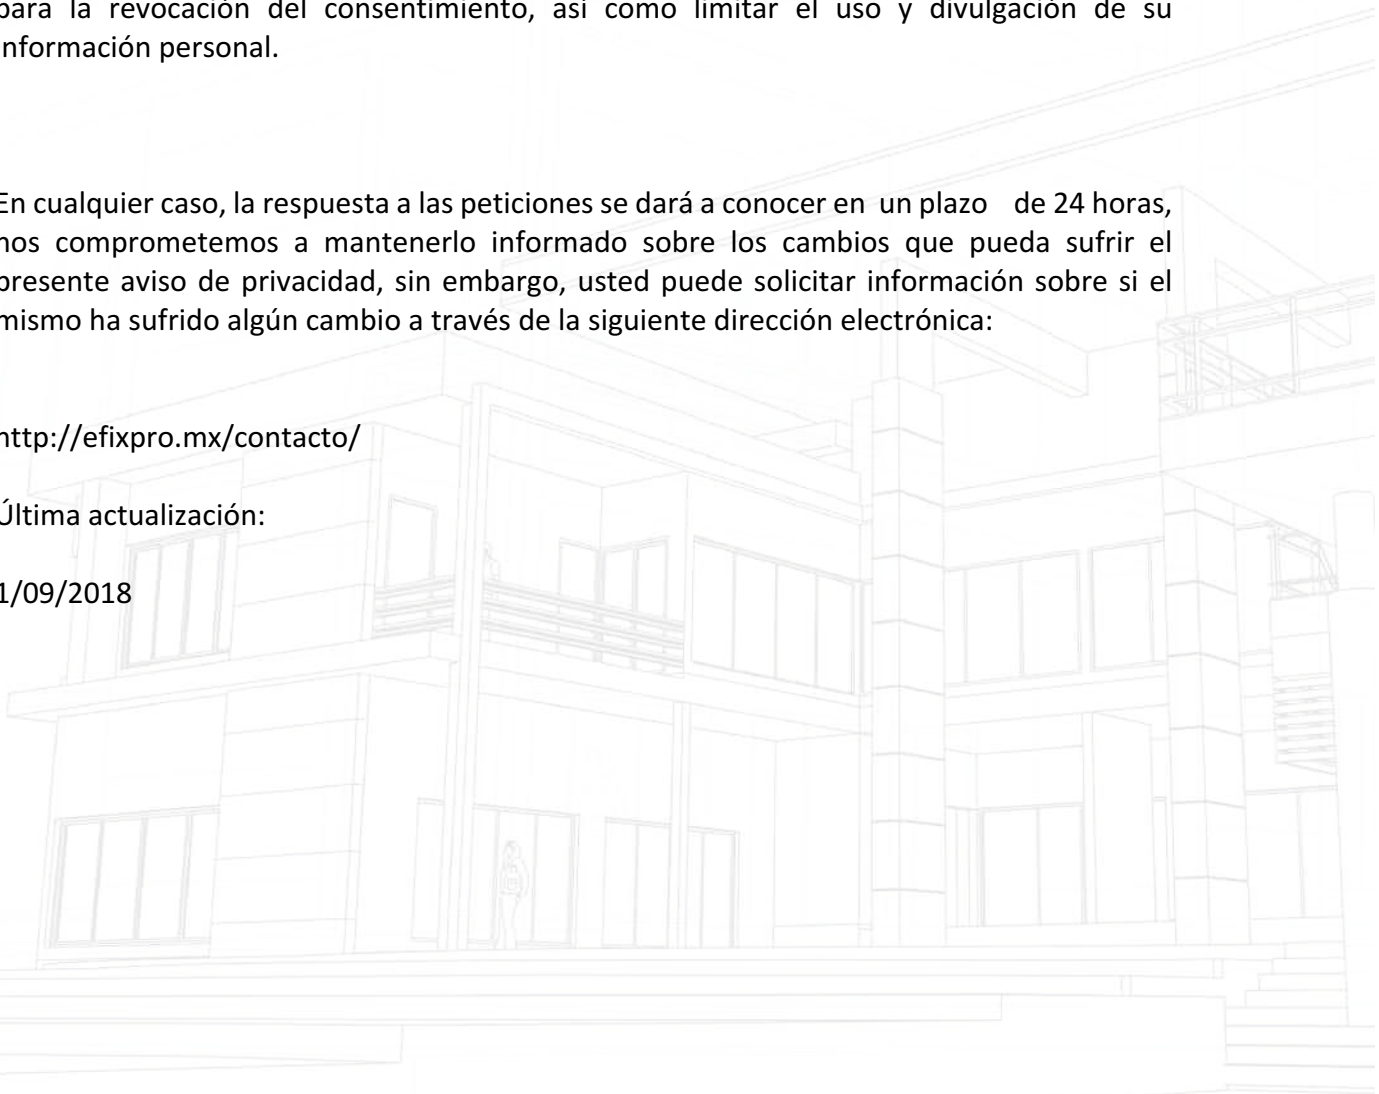 para la revocación del consentimiento, así como limitar el uso y divulgación de su
información personal.
En cualquier caso, la respuesta a las peticiones se dará a conocer en un plazo de 24 horas,
nos comprometemos a mantenerlo informado sobre los cambios que pueda sufrir el
presente aviso de privacidad, sin embargo, usted puede solicitar información sobre si el
mismo ha sufrido algún cambio a través de la siguiente dirección electrónica:
http://efixpro.mx/contacto/
Última actualización:
1/09/2018